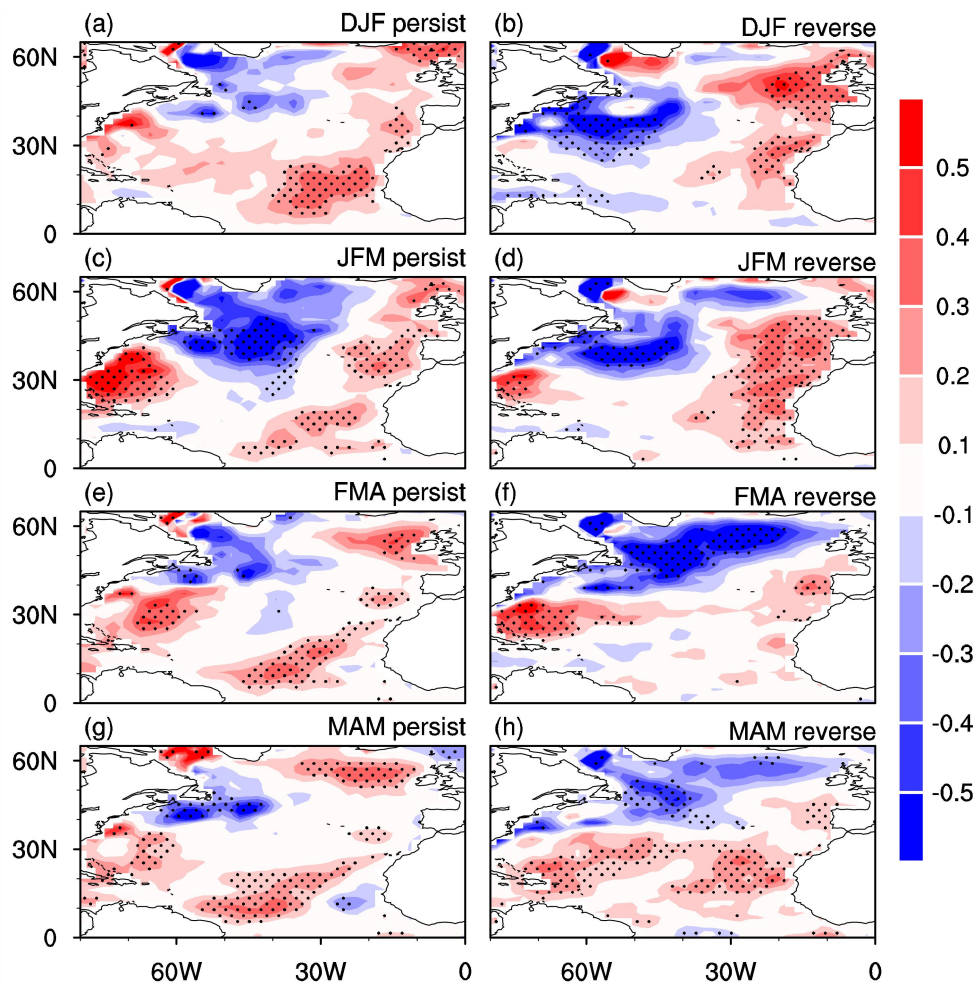 (a) DJF persist
(b) DJF reverse
60N
30N
0
(c) JFM persist
(d) JFM reverse
60N
30N
0
(e) FMA persist
(f) FMA reverse
60N
30N
0
(g) MAM persist
(h) MAM reverse
60N
30N
0
60W 30W 0
60W 30W 0
0.5
0.4
0.3
0.2
0.1
-0.1
-0.2
-0.3
-0.4
-0.5